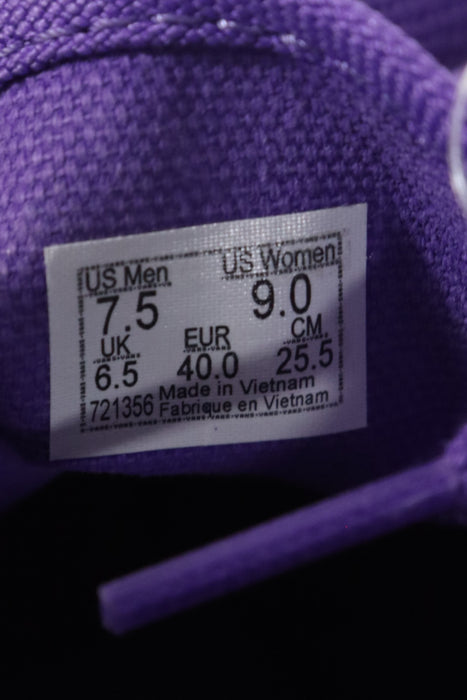 US Men US Women
7.5 9.0
UK EUR CM
6.5 40.0 25.5
721356 Made in Vietnam
Fabrique en Vietnam